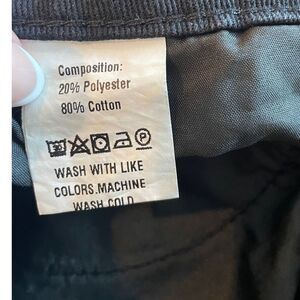 Composition:
20% Polyester
80% Cotton
WASH WITH LIKE
COLORS.MACHINE
WASH COLD